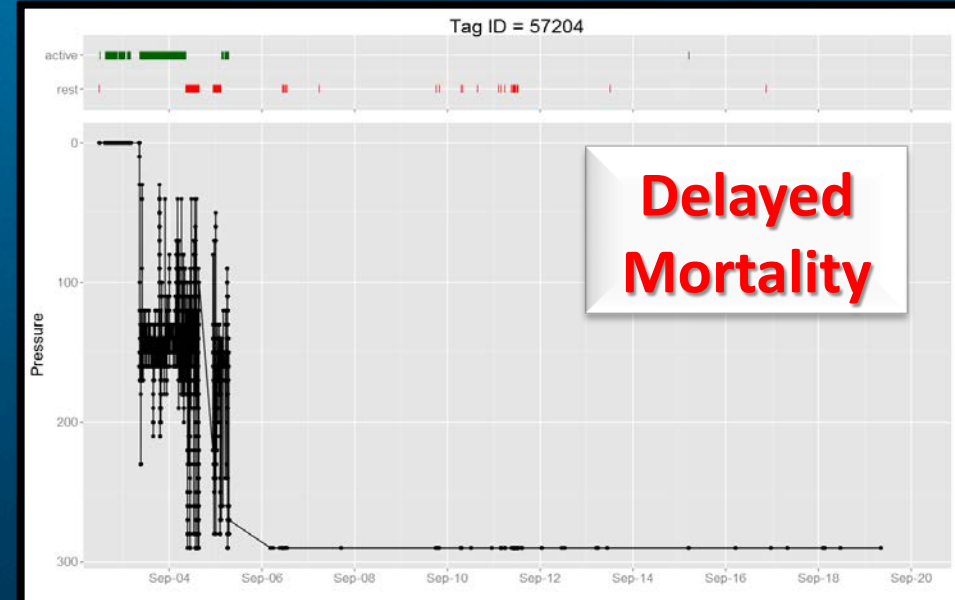 Tag ID = 57204
active
rest
0
Delayed
Mortality
100
Pressure
200
300
Sep-04 Sep-06 Sep-08 Sep-10 Sep-12 Sep-14 Sep-16 Sep-18 Sep-20